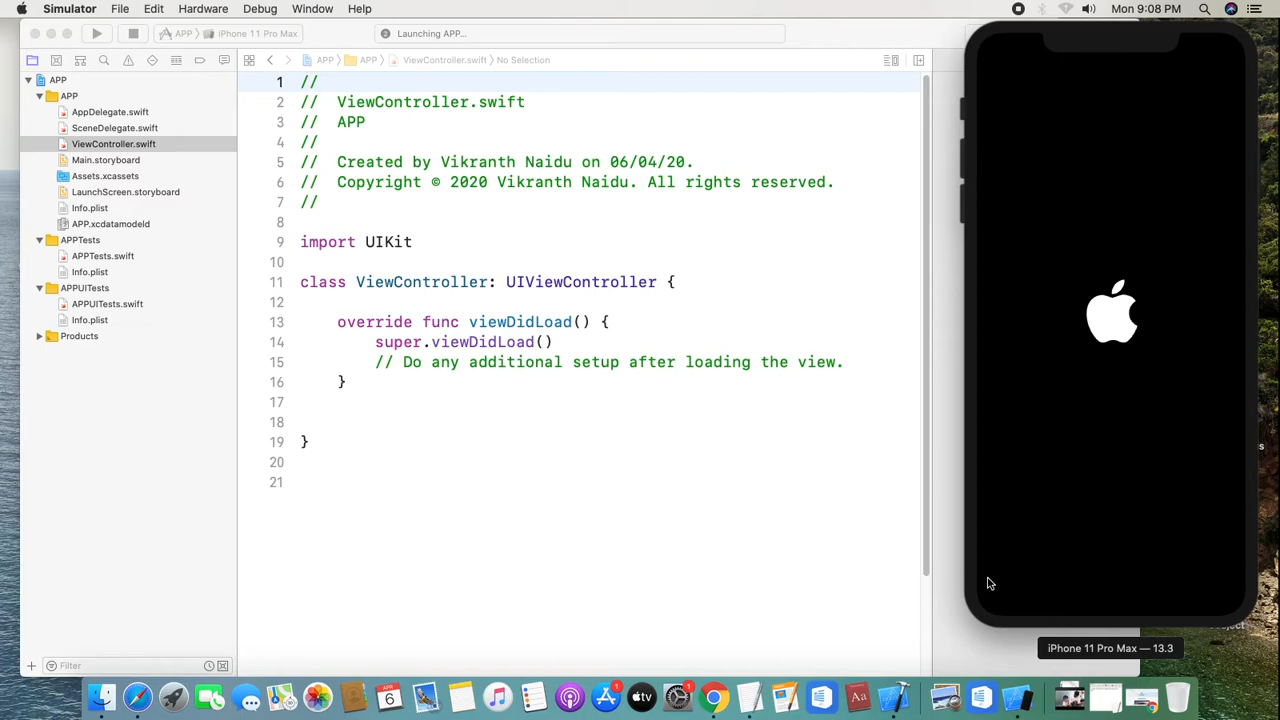 Simulator File Edit Hardware Debug Window Help
Mon 9:08 PM
APP iPhone 11 Pro Max
Launching APP...
APP APP ViewController.swift No Selection
APP
APP
AppDelegate.swift
SceneDelegate.swift
ViewController.swift
Main.storyboard
Assets.xcassets
LaunchScreen.storyboard
Info.plist
APP.xcdatamodeld
APPTests
APPTests.swift
Info.plist
APPUITests
APPUITests.swift
Info.plist
Products
Filter
1 //
2 // ViewController.swift
3 // APP
4 //
5 // Created by Vikranth Naidu on 06/04/20.
6 // Copyright © 2020 Vikranth Naidu. All rights reserved.
7 //
8
9 import UIKit
10
11 class ViewController: UIViewController {
12
13 override func viewDidLoad() {
14 super.viewDidLoad()
15 // Do any additional setup after loading the view.
16 }
17
18
19 }
20
21
iPhone 11 Pro Max — 13.3
6
1
tv
1
Aa